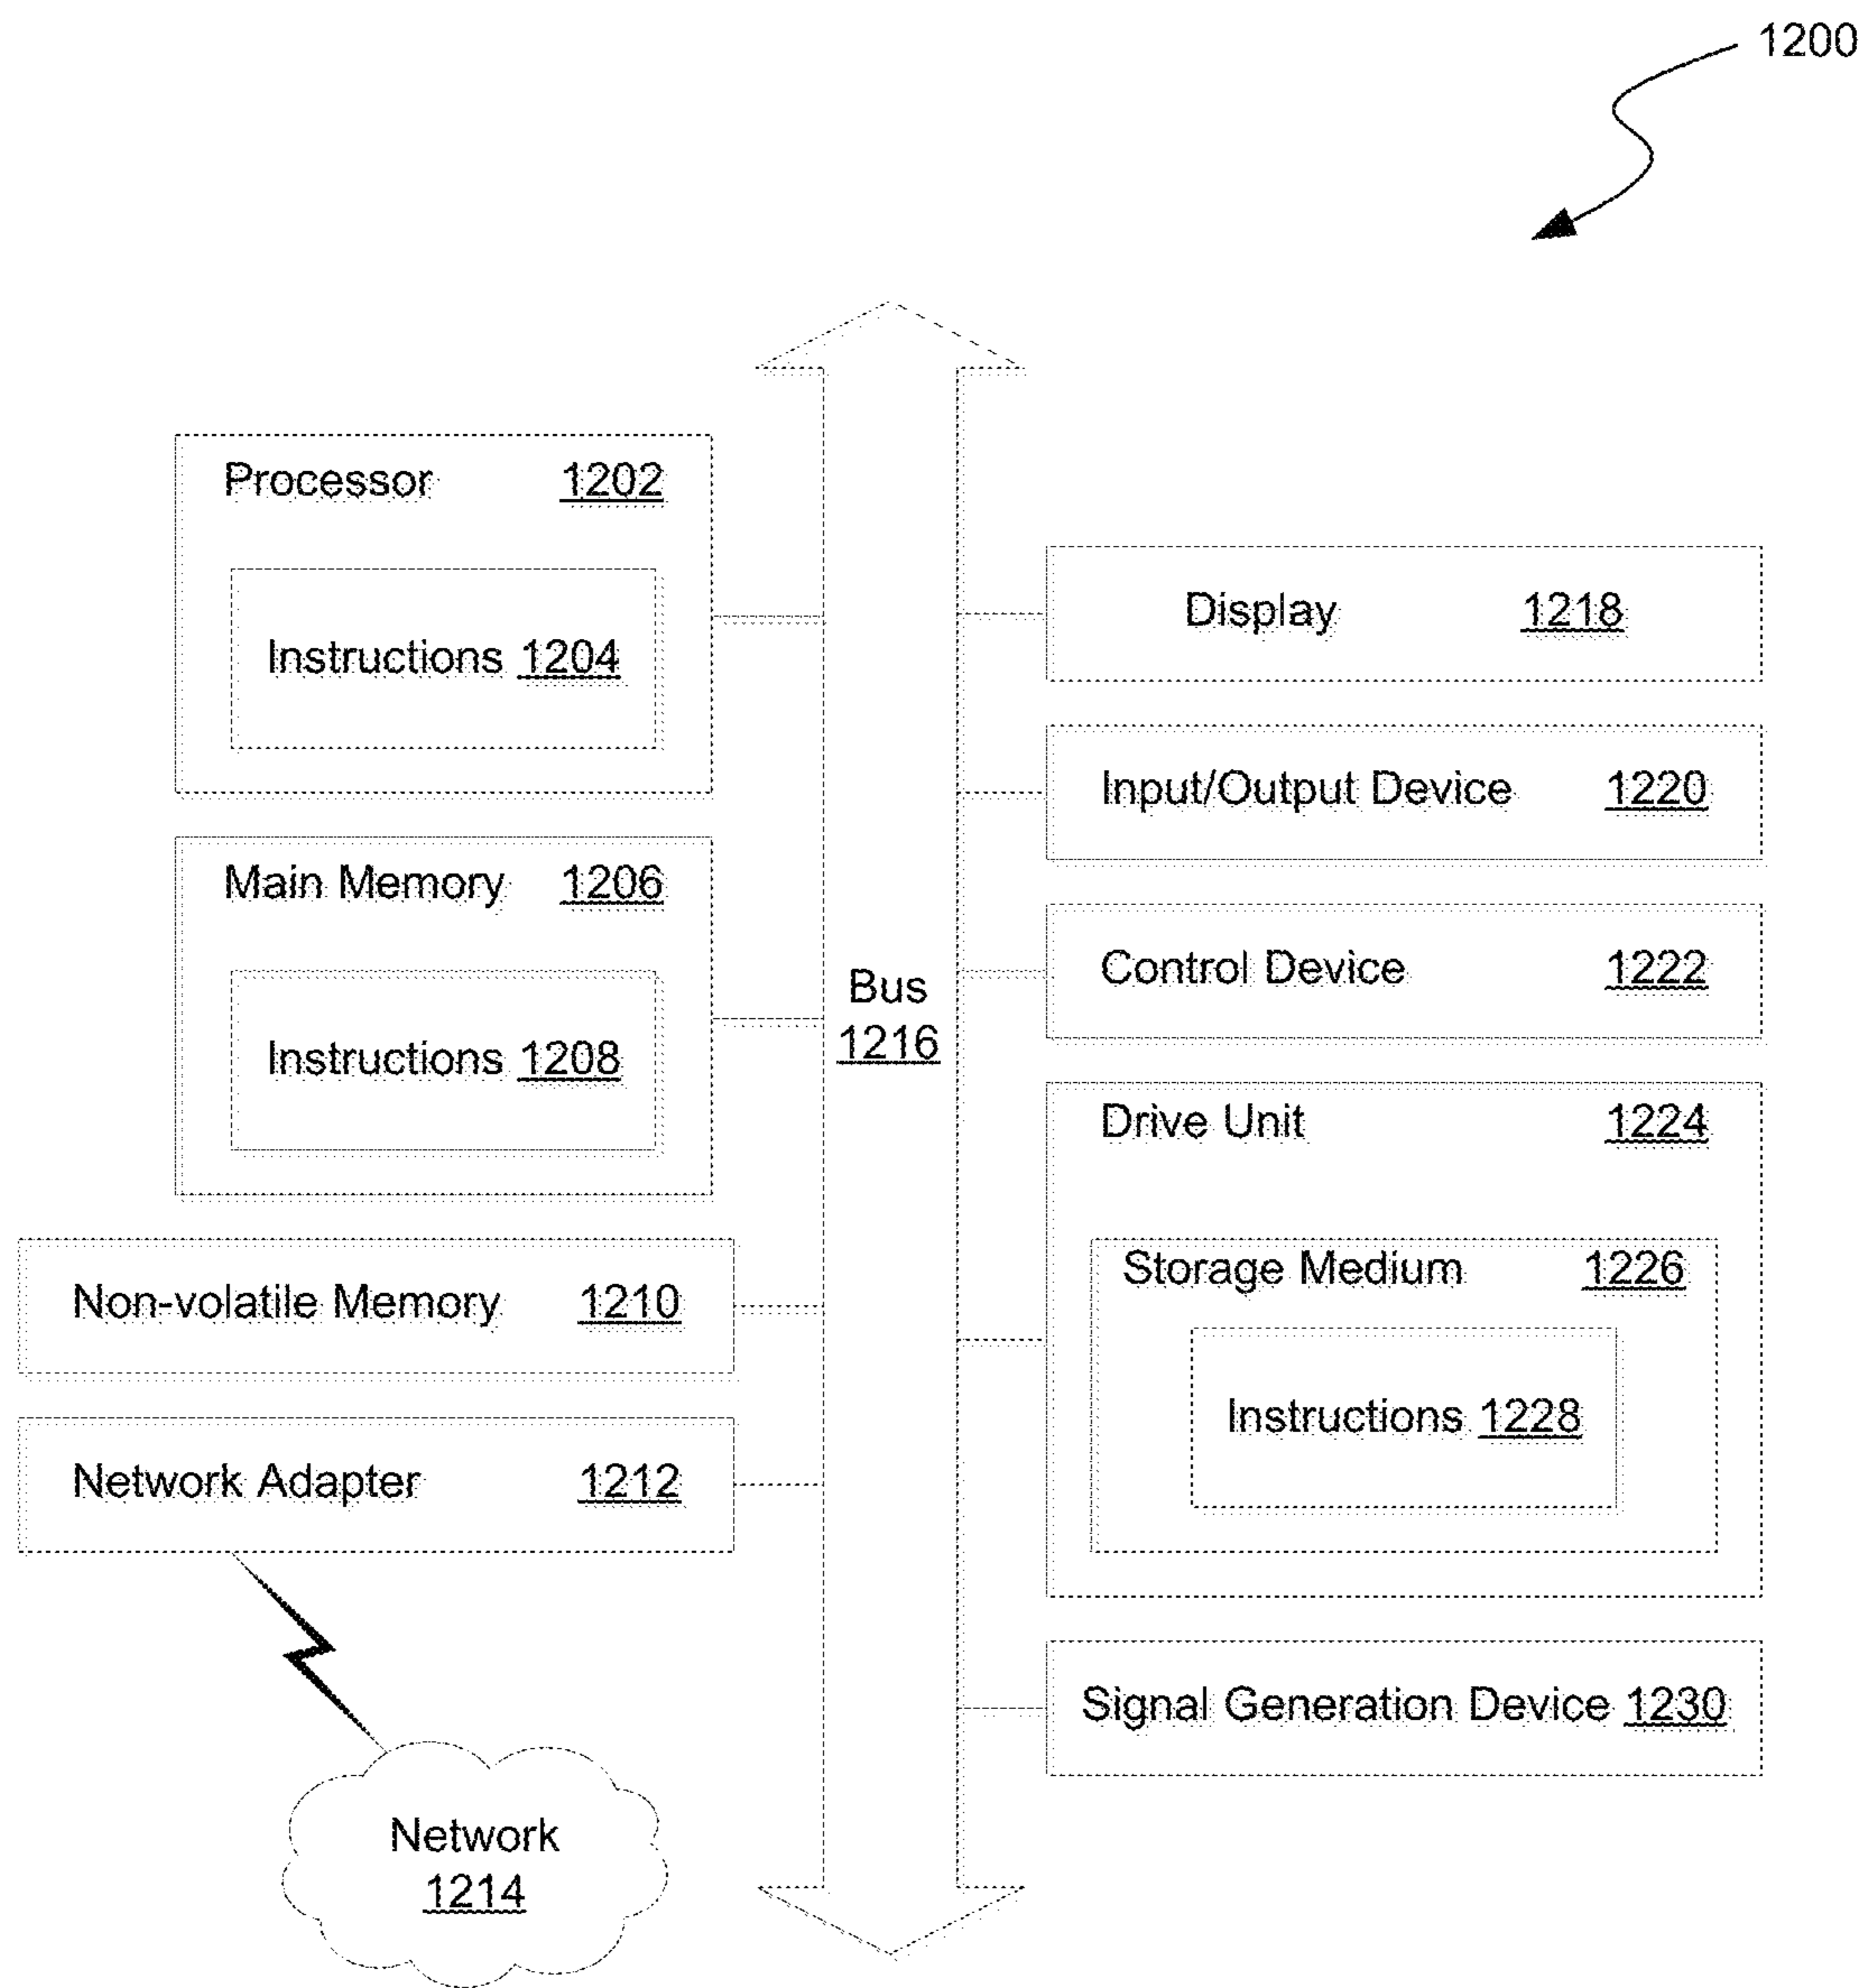 1200
Processor 1202
Instructions 1204
Main Memory 1206
Instructions 1208
Non-volatile Memory 1210
Network Adapter 1212
Network
1214
Bus
1216
Display 1218
Input/Output Device 1220
Control Device 1222
Drive Unit 1224
Storage Medium 1226
Instructions 1228
Signal Generation Device 1230